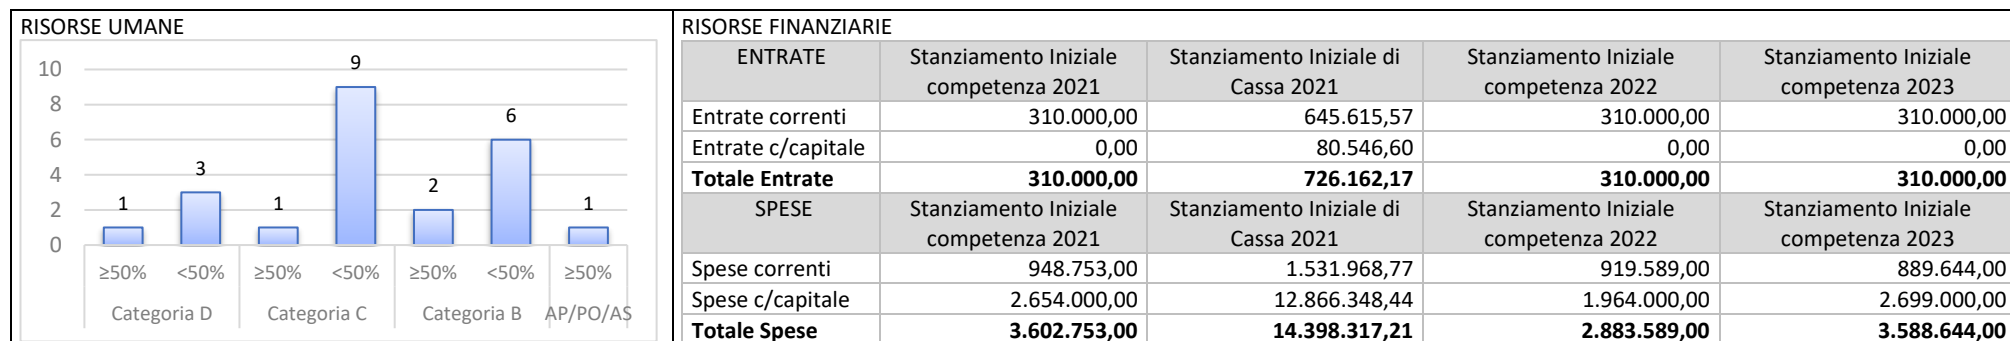 RISORSE UMANE
10
8
6
4
2
0
1
3
1
9
2
6
1
≥50% <50% ≥50% <50% ≥50% <50% ≥50%
Categoria D Categoria C Categoria B AP/PO/AS
RISORSE FINANZIARIE
ENTRATE Stanziamento Iniziale competenza 2021 Stanziamento Iniziale di Cassa 2021 Stanziamento Iniziale competenza 2022 Stanziamento Iniziale competenza 2023
Entrate correnti 310.000,00 645.615,57 310.000,00 310.000,00
Entrate c/capitale 0,00 80.546,60 0,00 0,00
Totale Entrate 310.000,00 726.162,17 310.000,00 310.000,00
SPESE Stanziamento Iniziale competenza 2021 Stanziamento Iniziale di Cassa 2021 Stanziamento Iniziale competenza 2022 Stanziamento Iniziale competenza 2023
Spese correnti 948.753,00 1.531.968,77 919.589,00 889.644,00
Spese c/capitale 2.654.000,00 12.866.348,44 1.964.000,00 2.699.000,00
Totale Spese 3.602.753,00 14.398.317,21 2.883.589,00 3.588.644,00